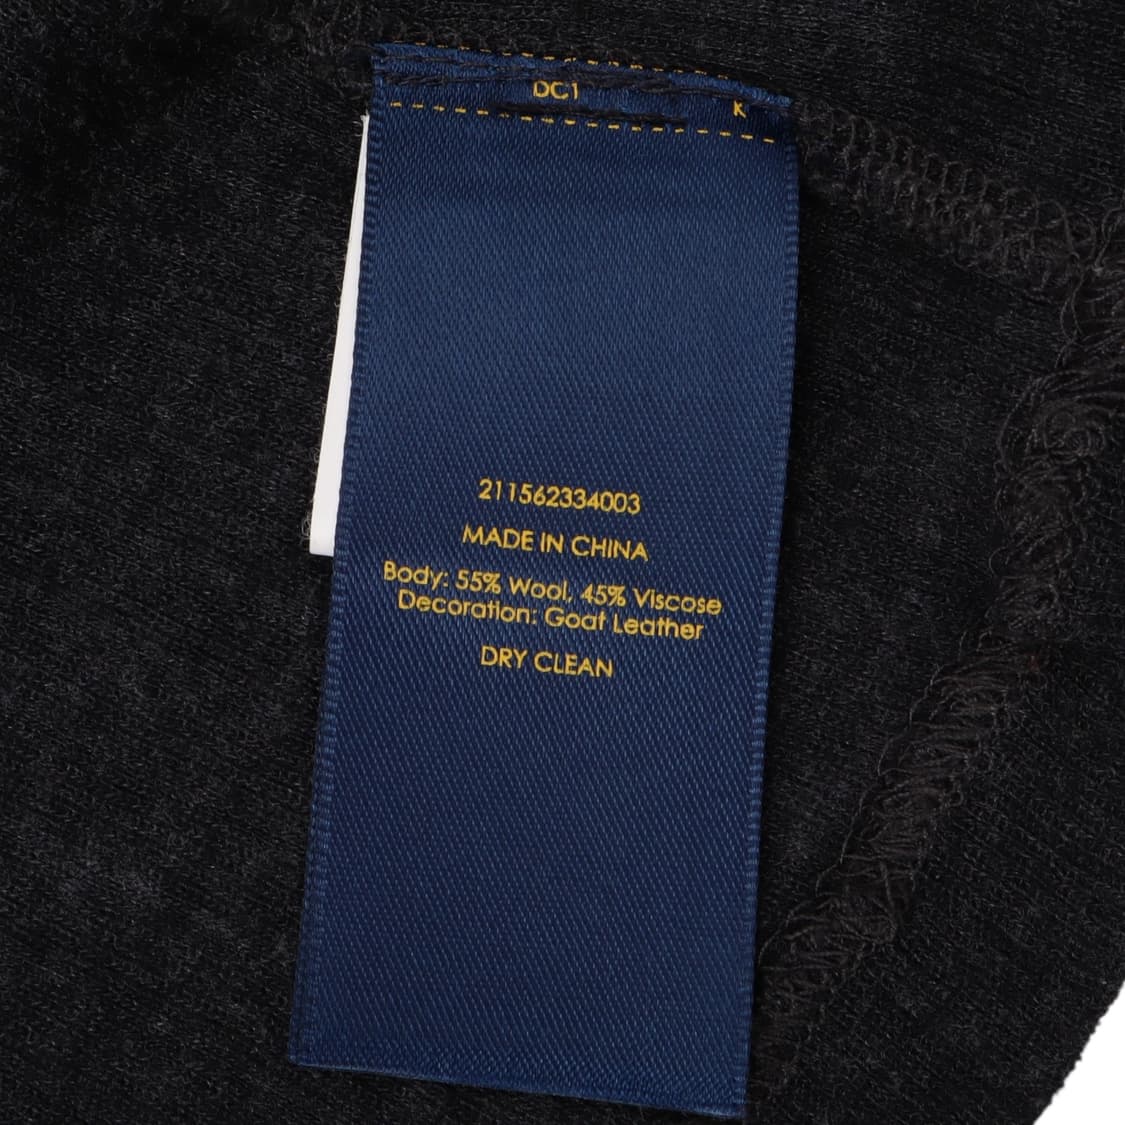 DC1
K
211562334003
MADE IN CHINA
Body: 55% Wool, 45% Viscose
Decoration: Goat Leather
DRY CLEAN